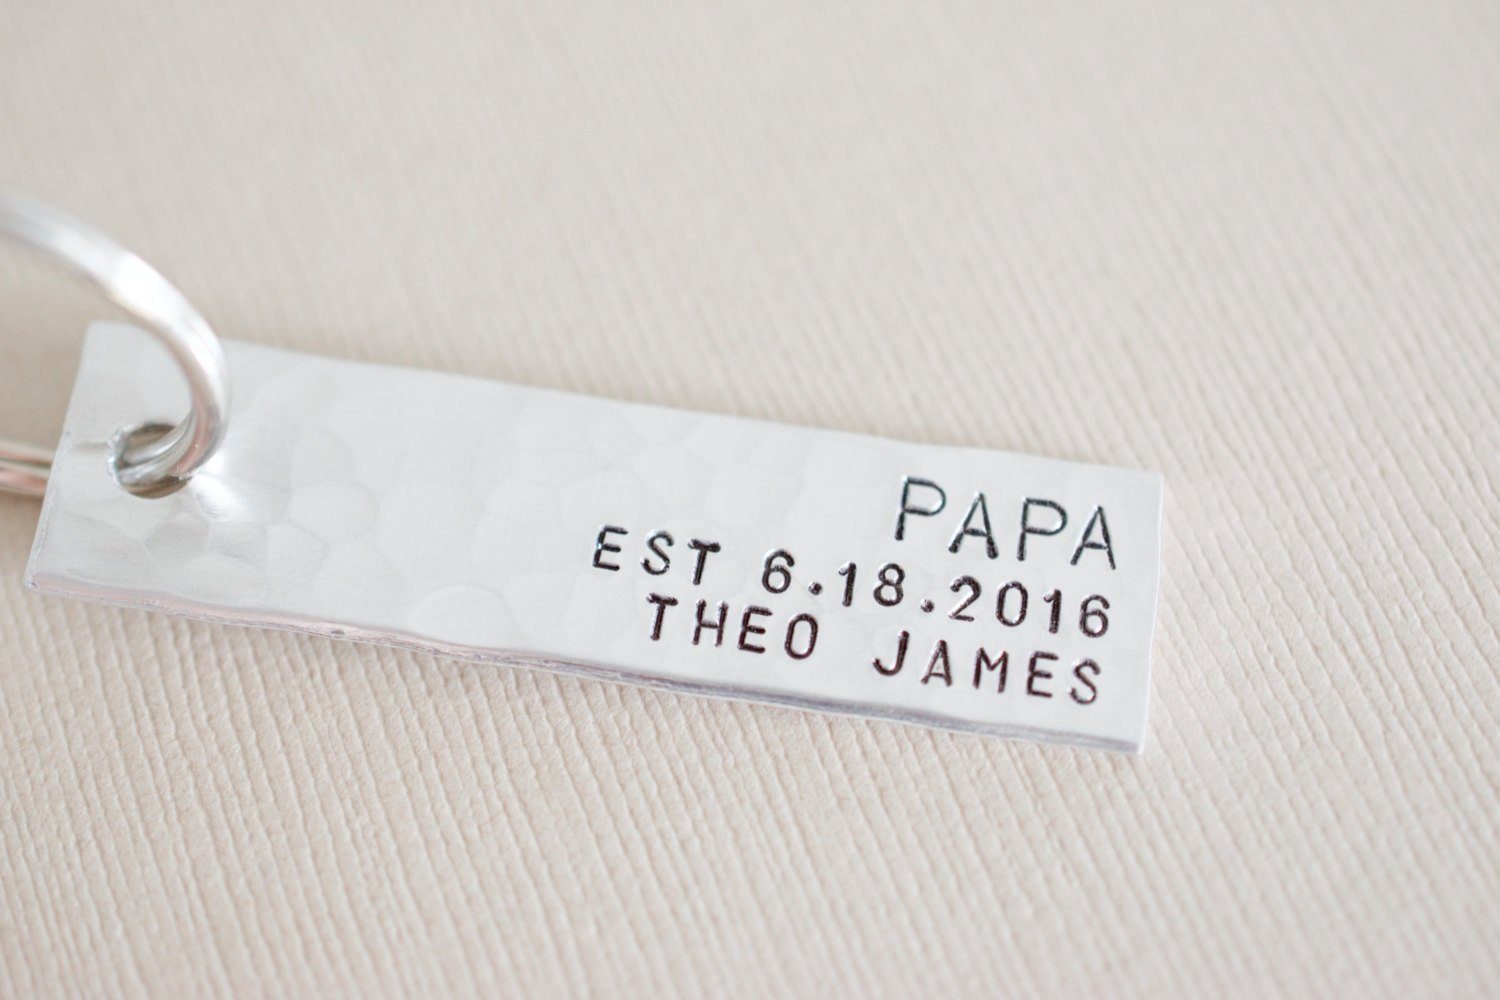 PAPA
EST 6.18.2016
THEO JAMES